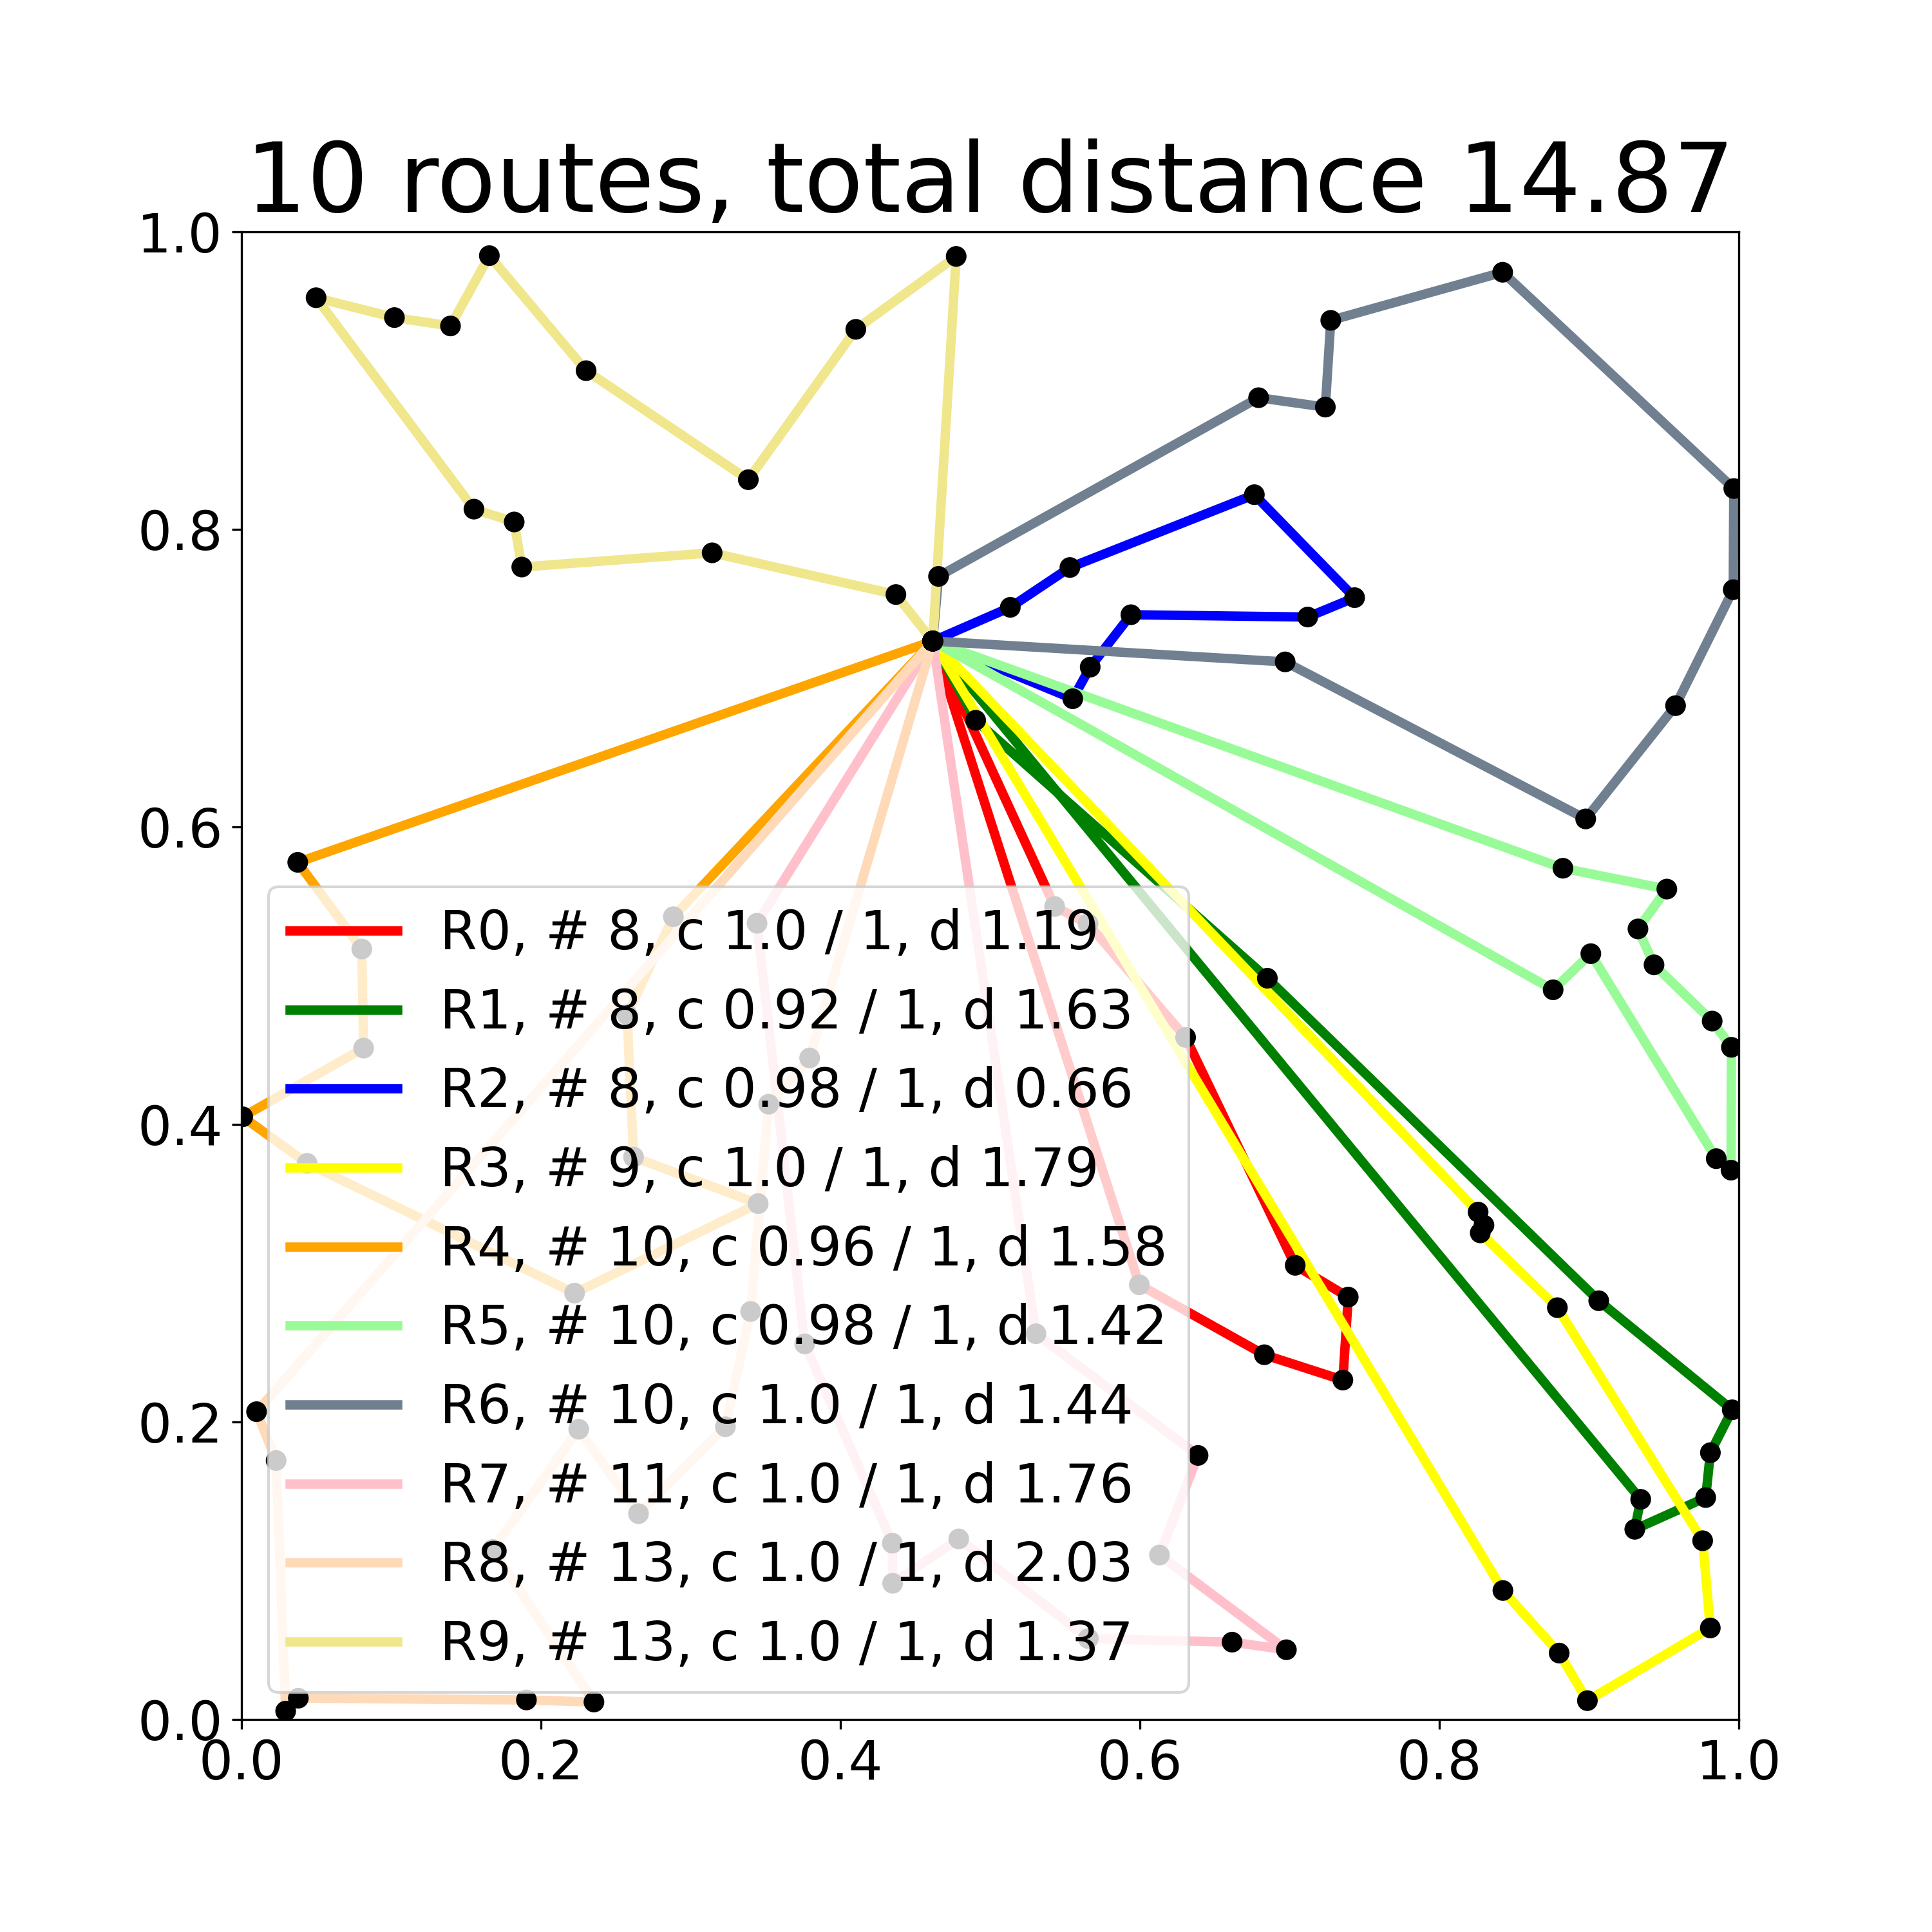 10 routes, total distance 14.87
1.0
0.8
0.6
0.4
0.2
0.0
R0, # 8, c 1.0 / 1, d 1.19
R1, # 8, c 0.92 / 1, d 1.63
R2, # 8, c 0.98 / 1, d 0.66
R3, # 9, c 1.0 / 1, d 1.79
R4, # 10, c 0.96 / 1, d 1.58
R5, # 10, c 0.98 / 1, d 1.42
R6, # 10, c 1.0 / 1, d 1.44
R7, # 11, c 1.0 / 1, d 1.76
R8, # 13, c 1.0 / 1, d 2.03
R9, # 13, c 1.0 / 1, d 1.37
0.0 0.2 0.4 0.6 0.8 1.0